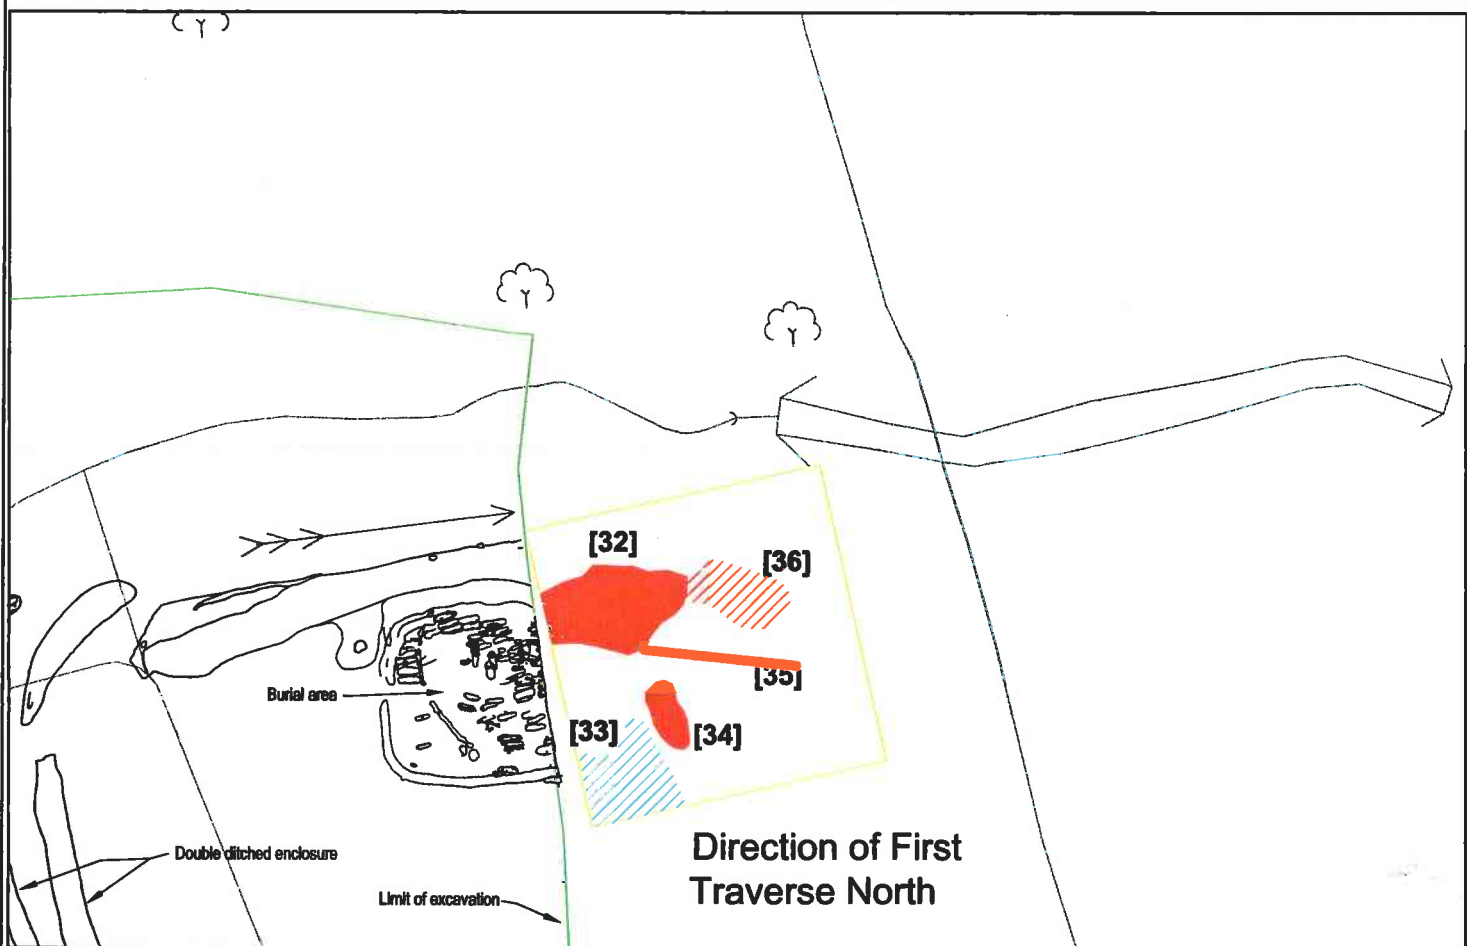 [32]
[36]
[35]
[33]
[34]
Burial area
Double ditched enclosure
Limit of excavation
Direction of First
Traverse North